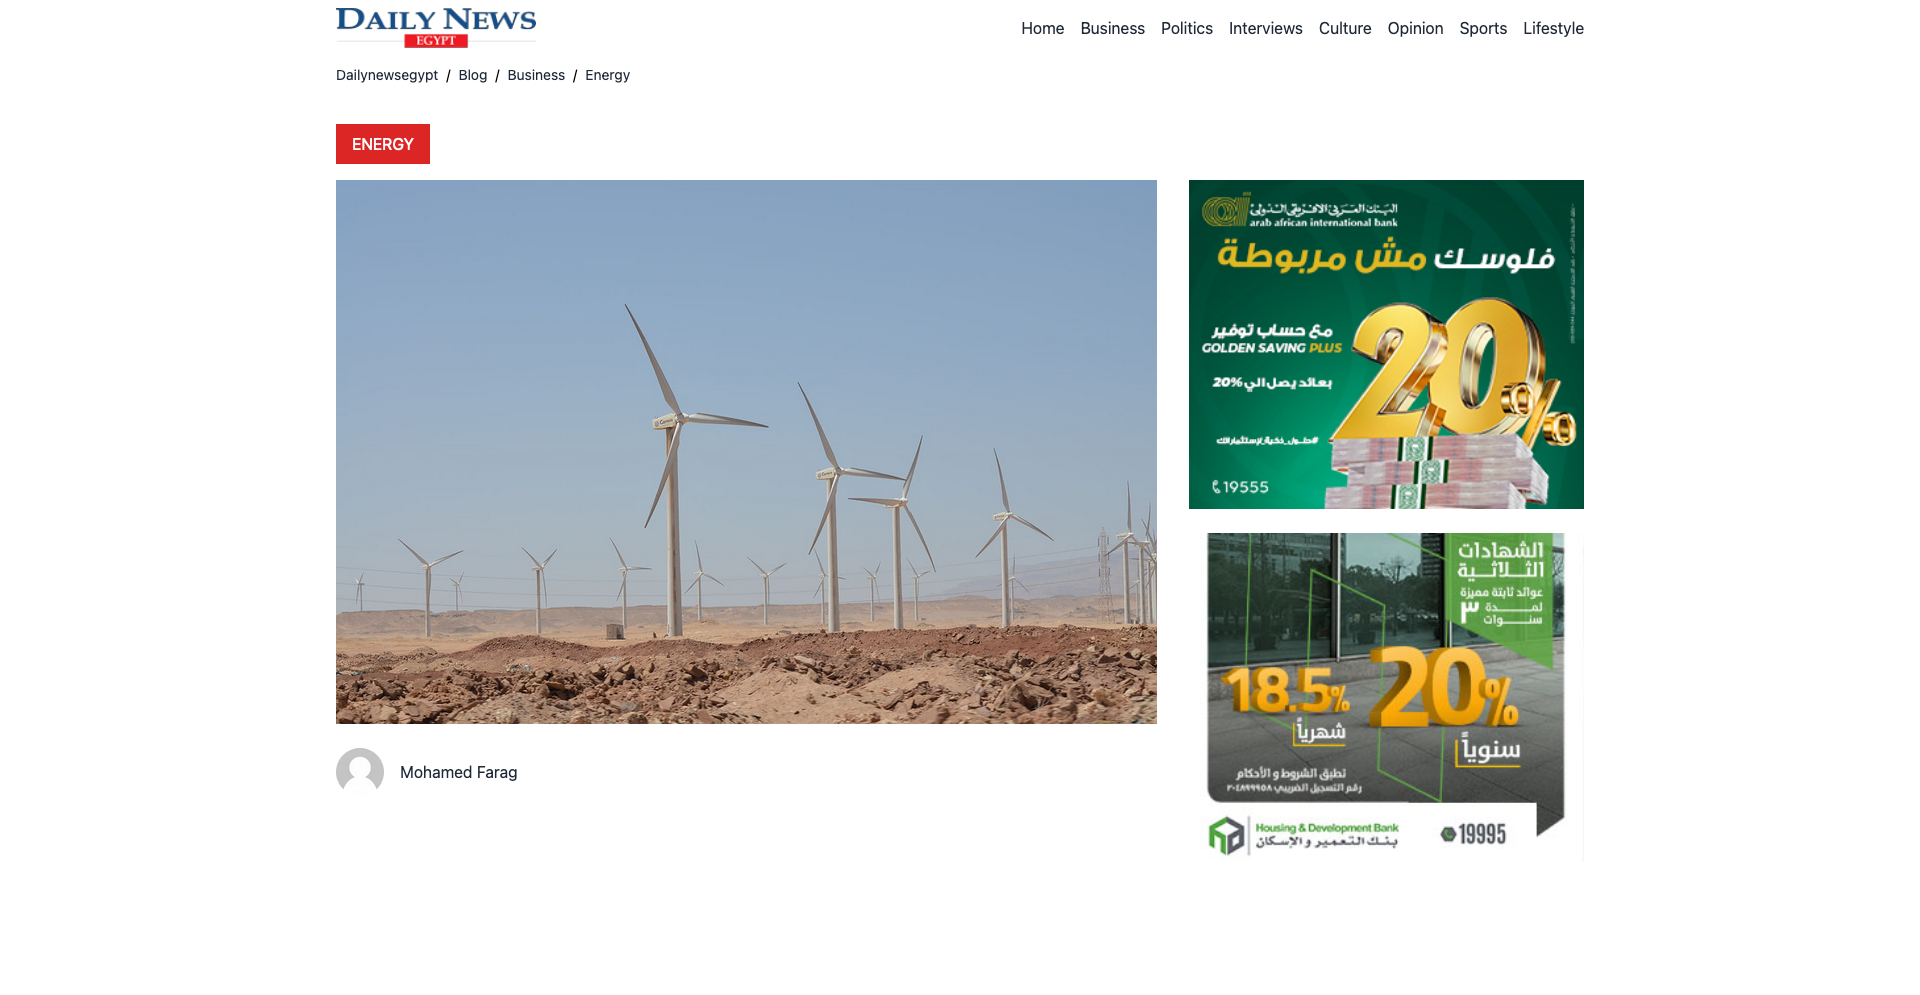 DAILY NEWS
EGYPT
Home Business Politics Interviews Culture Opinion Sports Lifestyle
Dailynewsegypt / Blog / Business / Energy
ENERGY
البنك العربي الافريقي الدولي
arab african international bank
فلوسك مش مربوطة
مع حساب توفير
GOLDEN SAVING PLUS
بعائد يصل الي 20%
20%
#حلول_ذكية_لإستثماراتك
19555
الشهادات
الثلاثية
عوائد ثابتة مميزة
لمدة ٣
سنوات
18.5%
شهرياً
20%
سنوياً
تطبق الشروط و الأحكام
رقم التسجيل الضريبي ٢٠٤٨٩٩٩٥٨
Housing & Development Bank
بنك التعمير و الإسكان
19995
Mohamed Farag